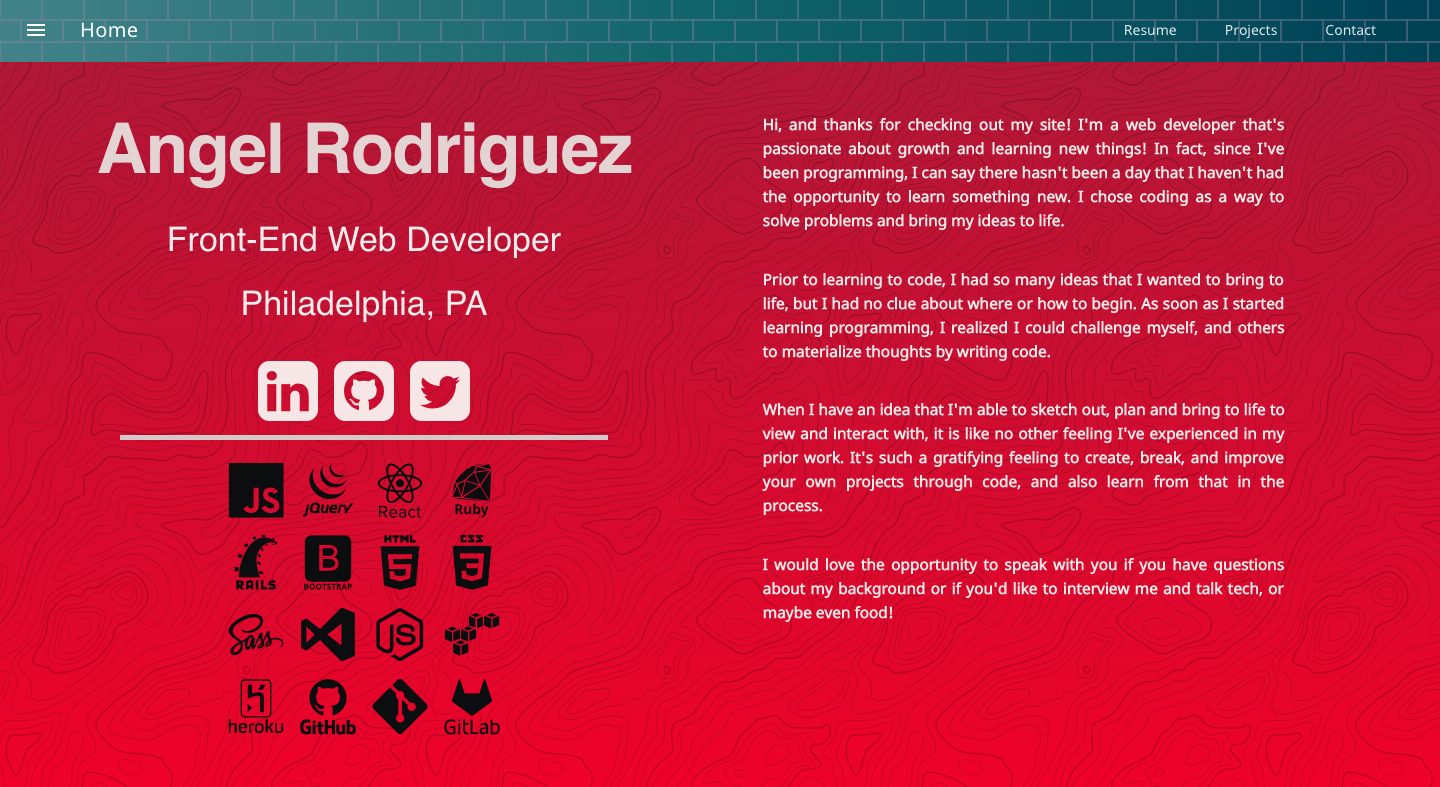 Home
Resume
Projects
Contact
Angel Rodriguez
Front-End Web Developer
Philadelphia, PA
in
JS
jQuery
React
Ruby
RAILS
B
BOOTSTRAP
HTML
5
CSS
3
Sass
JS
heroku
GitHub
GitLab
Hi, and thanks for checking out my site! I'm a web developer that's
passionate about growth and learning new things! In fact, since I've
been programming, I can say there hasn't been a day that I haven't had
the opportunity to learn something new. I chose coding as a way to
solve problems and bring my ideas to life.
Prior to learning to code, I had so many ideas that I wanted to bring to
life, but I had no clue about where or how to begin. As soon as I started
learning programming, I realized I could challenge myself, and others
to materialize thoughts by writing code.
When I have an idea that I'm able to sketch out, plan and bring to life to
view and interact with, it is like no other feeling I've experienced in my
prior work. It's such a gratifying feeling to create, break, and improve
your own projects through code, and also learn from that in the
process.
I would love the opportunity to speak with you if you have questions
about my background or if you'd like to interview me and talk tech, or
maybe even food!